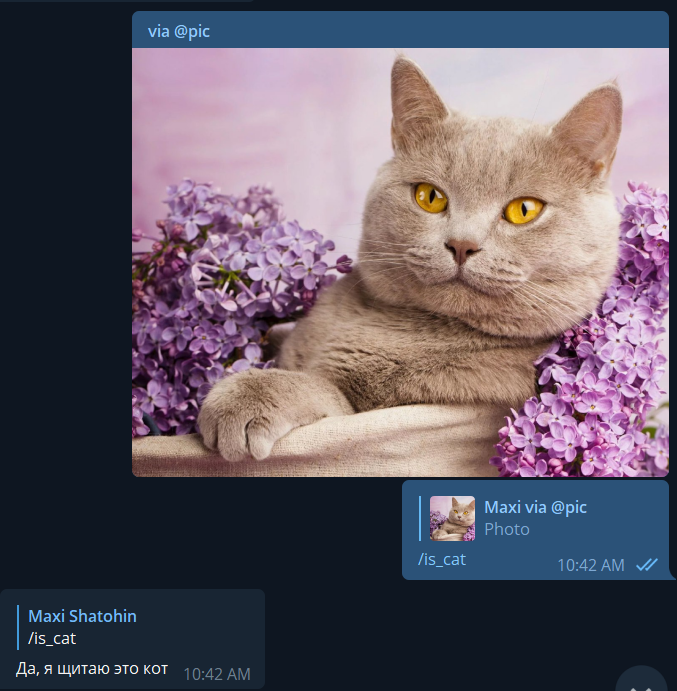 via @pic
Maxi via @pic
Photo
/is_cat
10:42 AM
Maxi Shatohin
/is_cat
Да, я щитаю это кот
10:42 AM